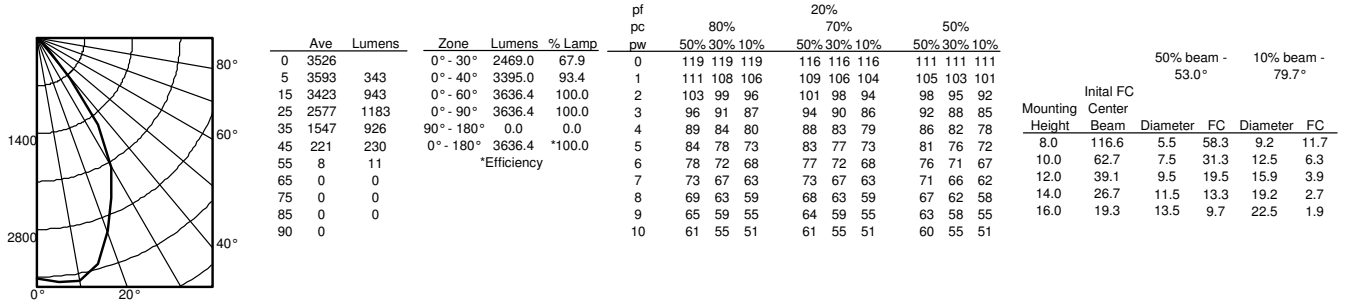 80°
60°
40°
1400
2800
0° 20°
Ave Lumens
0 3526
5 3593 343
15 3423 943
25 2577 1183
35 1547 926
45 221 230
55 8 11
65 0 0
75 0 0
85 0 0
90 0
Zone Lumens % Lamp
0° - 30° 2469.0 67.9
0° - 40° 3395.0 93.4
0° - 60° 3636.4 100.0
0° - 90° 3636.4 100.0
90° - 180° 0.0 0.0
0° - 180° 3636.4 *100.0
*Efficiency
pf 20%
pc 80% 70% 50%
pw 50% 30% 10% 50% 30% 10% 50% 30% 10%
0 119 119 119 116 116 116 111 111 111
1 111 108 106 109 106 104 105 103 101
2 103 99 96 101 98 94 98 95 92
3 96 91 87 94 90 86 92 88 85
4 89 84 80 88 83 79 86 82 78
5 84 78 73 83 77 73 81 76 72
6 78 72 68 77 72 68 76 71 67
7 73 67 63 73 67 63 71 66 62
8 69 63 59 68 63 59 67 62 58
9 65 59 55 64 59 55 63 58 55
10 61 55 51 61 55 51 60 55 51
50% beam - 10% beam -
53.0° 79.7°
Inital FC
Mounting Center
Height Beam Diameter FC Diameter FC
8.0 116.6 5.5 58.3 9.2 11.7
10.0 62.7 7.5 31.3 12.5 6.3
12.0 39.1 9.5 19.5 15.9 3.9
14.0 26.7 11.5 13.3 19.2 2.7
16.0 19.3 13.5 9.7 22.5 1.9